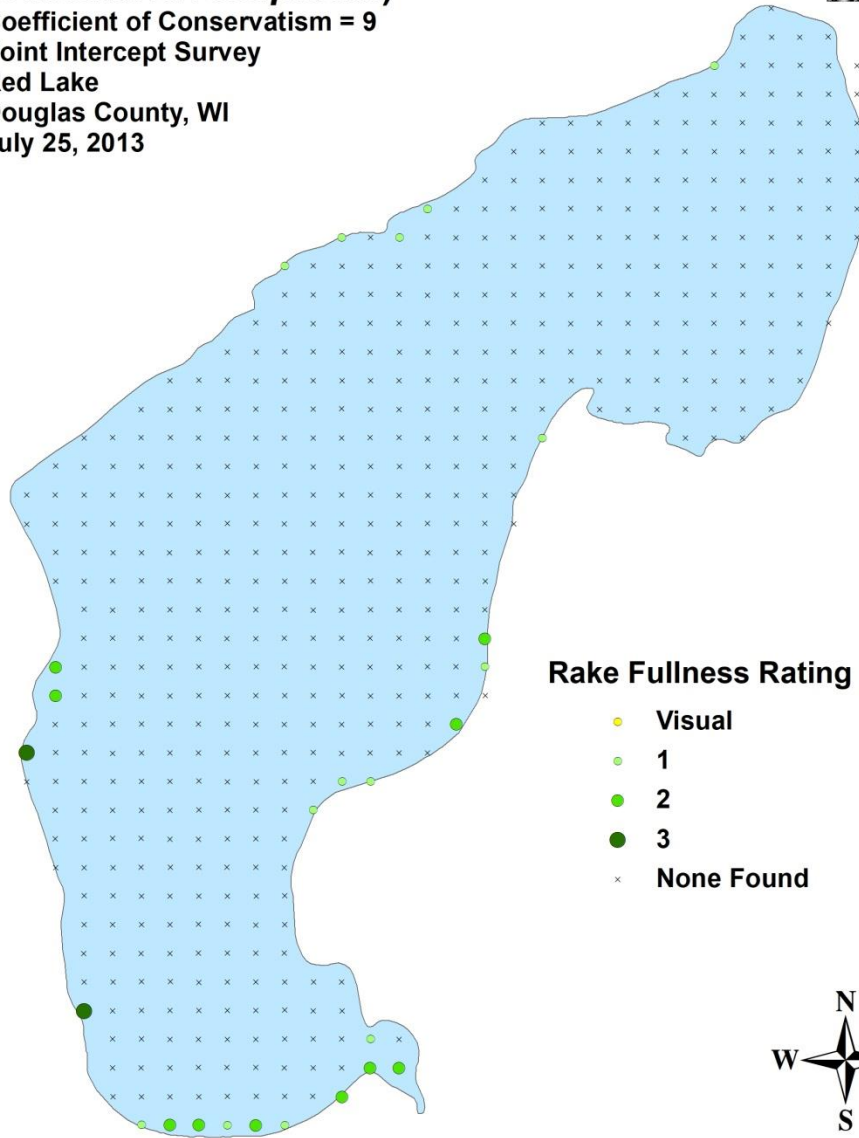 oefficient of Conservatism = 9
oint Intercept Survey
ed Lake
ouglas County, WI
uly 25, 2013
Rake Fullness Rating
Visual
1
2
3
None Found
N
W
S